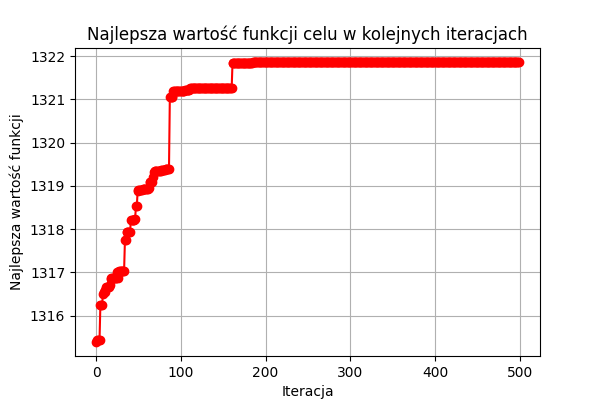 Najlepsza wartość funkcji celu w kolejnych iteracjach
Najlepsza wartość funkcji
1322
1321
1320
1319
1318
1317
1316
0 100 200 300 400 500
Iteracja